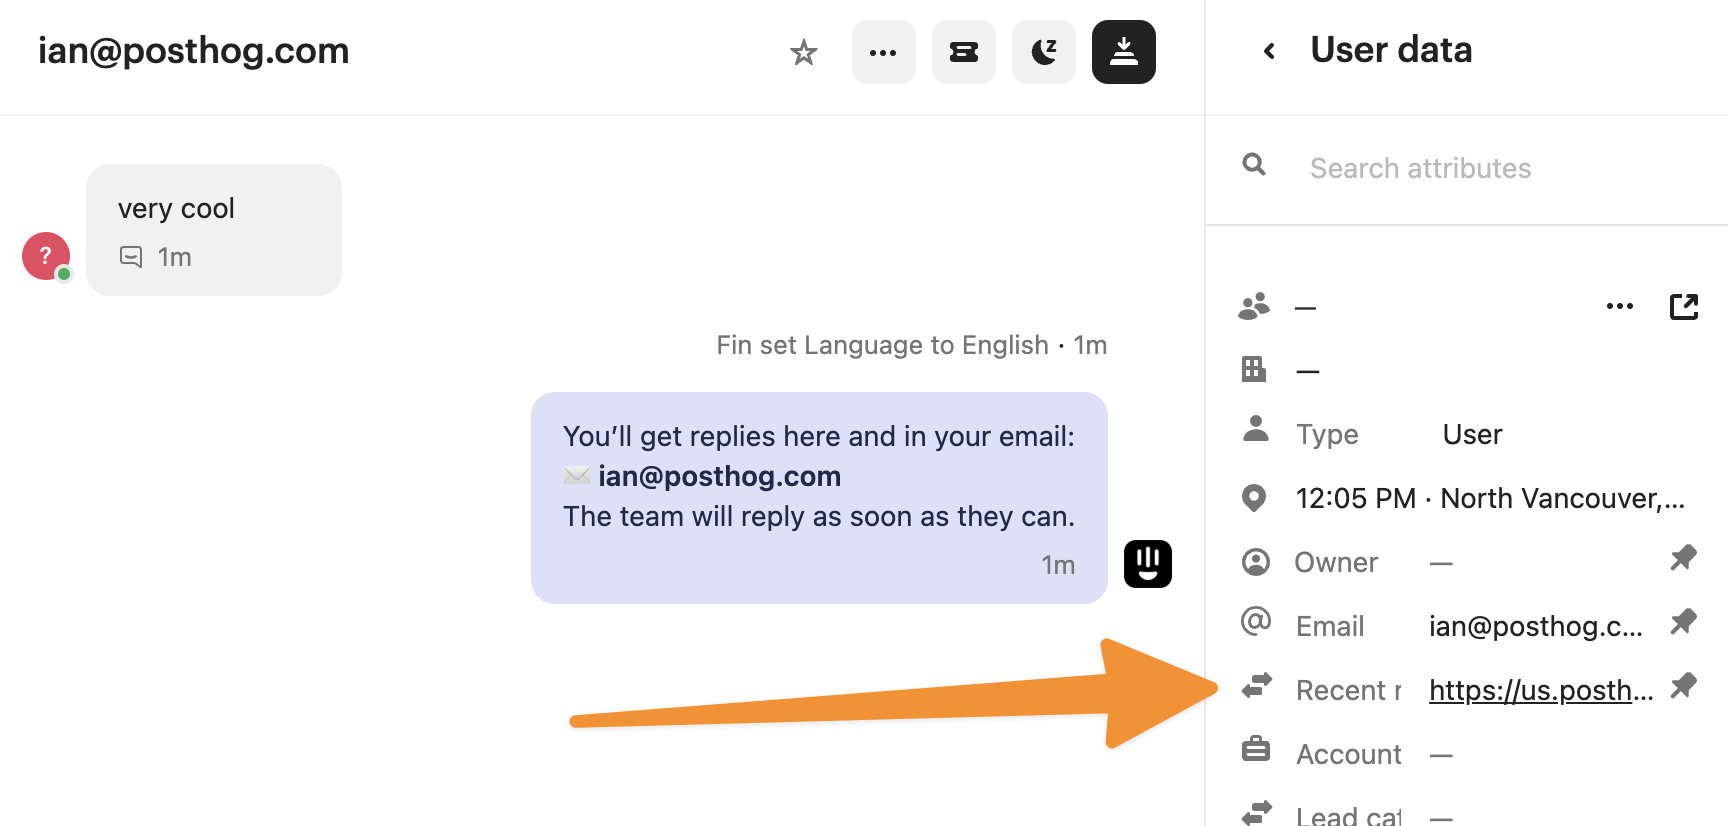 ian@posthog.com
very cool
1m
Fin set Language to English · 1m
You’ll get replies here and in your email:
ian@posthog.com
The team will reply as soon as they can.
1m
User data
Search attributes
—
—
Type User
12:05 PM · North Vancouver,...
Owner —
Email ian@posthog.c...
Recent r https://us.posth...
Account —
Lead cat —